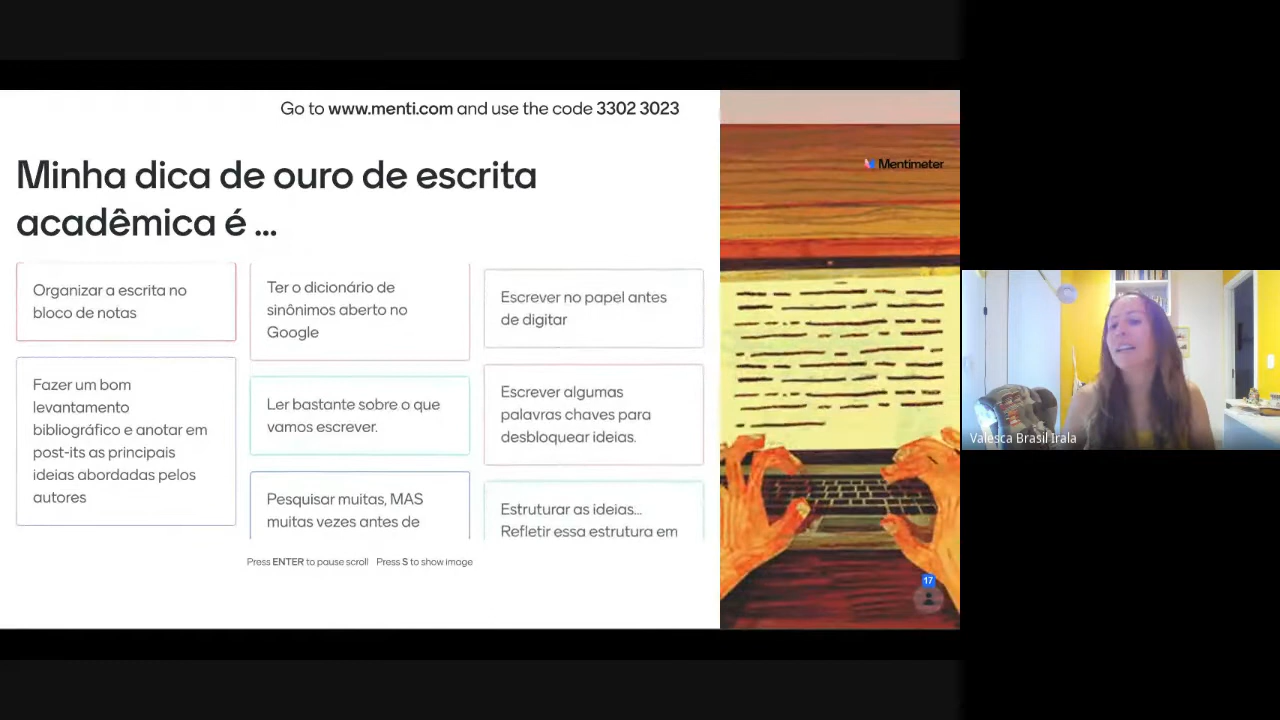 Go to www.menti.com and use the code 3302 3023
Mentimeter
Minha dica de ouro de escrita
acadêmica é ...
Organizar a escrita no
bloco de notas
Fazer um bom
levantamento
bibliográfico e anotar em
post-its as principais
ideias abordadas pelos
autores
Ter o dicionário de
sinônimos aberto no
Google
Ler bastante sobre o que
vamos escrever.
Pesquisar muitas, MAS
muitas vezes antes de
Escrever no papel antes
de digitar
Escrever algumas
palavras chaves para
desbloquear ideias.
Estruturar as ideias...
Refletir essa estrutura em
Press ENTER to pause scroll Press S to show image
17
Valesca Brasil Irala